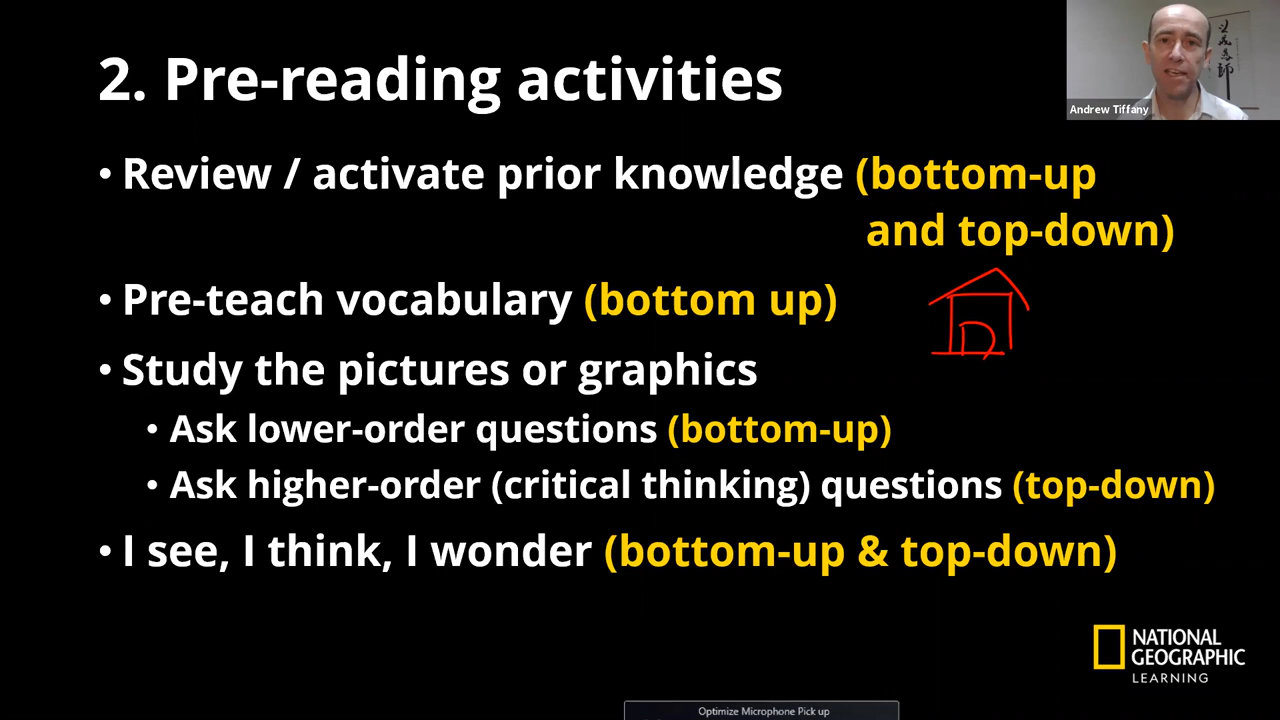 2. Pre-reading activities
Andrew Tiffany
• Review / activate prior knowledge (bottom-up
and top-down)
• Pre-teach vocabulary (bottom up)
• Study the pictures or graphics
• Ask lower-order questions (bottom-up)
• Ask higher-order (critical thinking) questions (top-down)
• I see, I think, I wonder (bottom-up & top-down)
NATIONAL
GEOGRAPHIC
LEARNING
Optimize Microphone Pick up